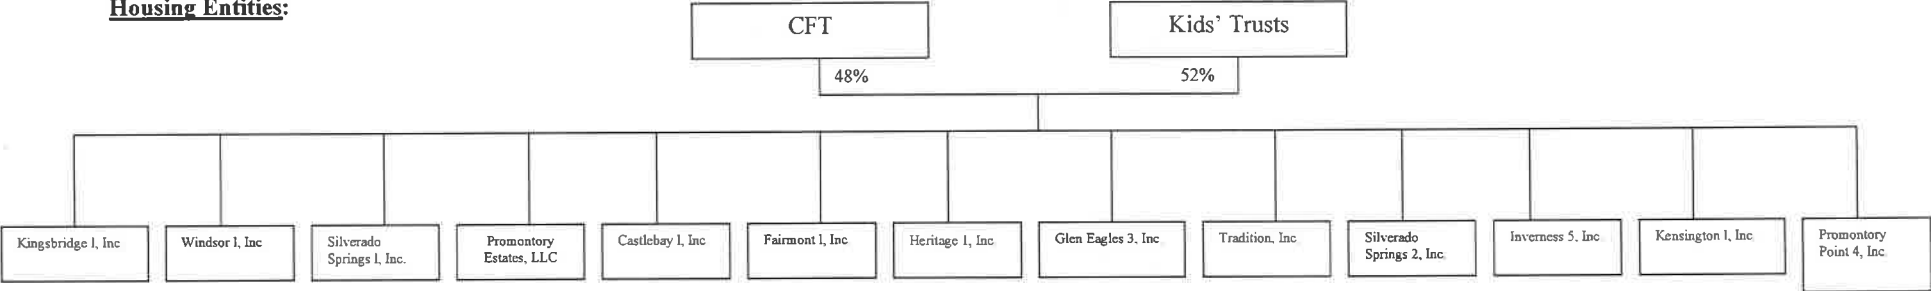 Housing Entities:
CFT
Kids' Trusts
48%
52%
Kingsbridge 1, Inc
Windsor 1, Inc
Silverado
Springs 1, Inc.
Promontory
Estates, LLC
Castlebay 1, Inc
Fairmont 1, Inc
Heritage 1, Inc
Glen Eagles 3, Inc
Tradition, Inc
Silverado
Springs 2, Inc
Inverness 5, Inc
Kensington 1, Inc
Promontory
Point 4, Inc